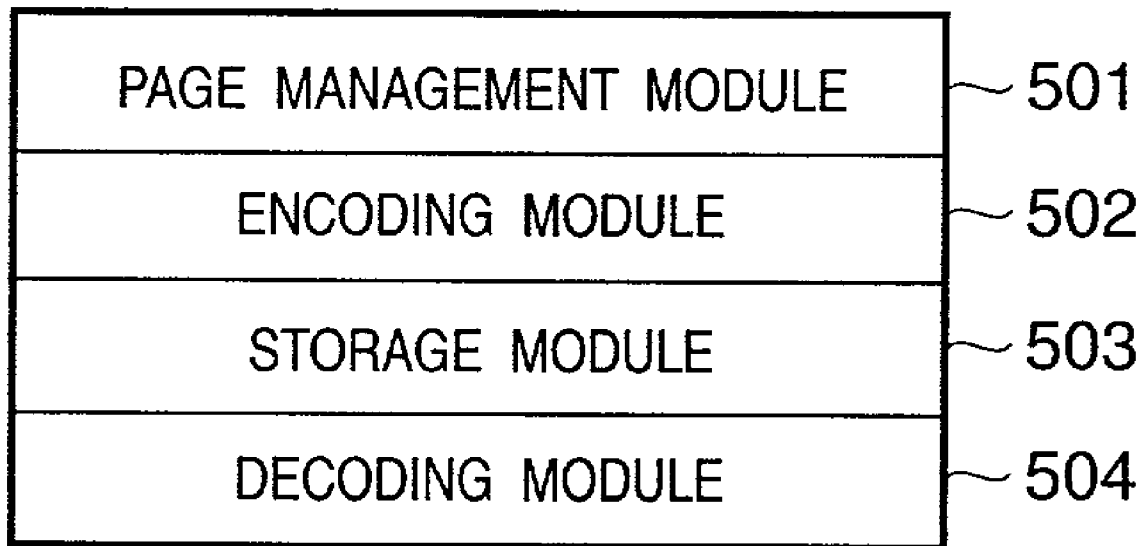 PAGE MANAGEMENT MODULE 501
ENCODING MODULE 502
STORAGE MODULE 503
DECODING MODULE 504